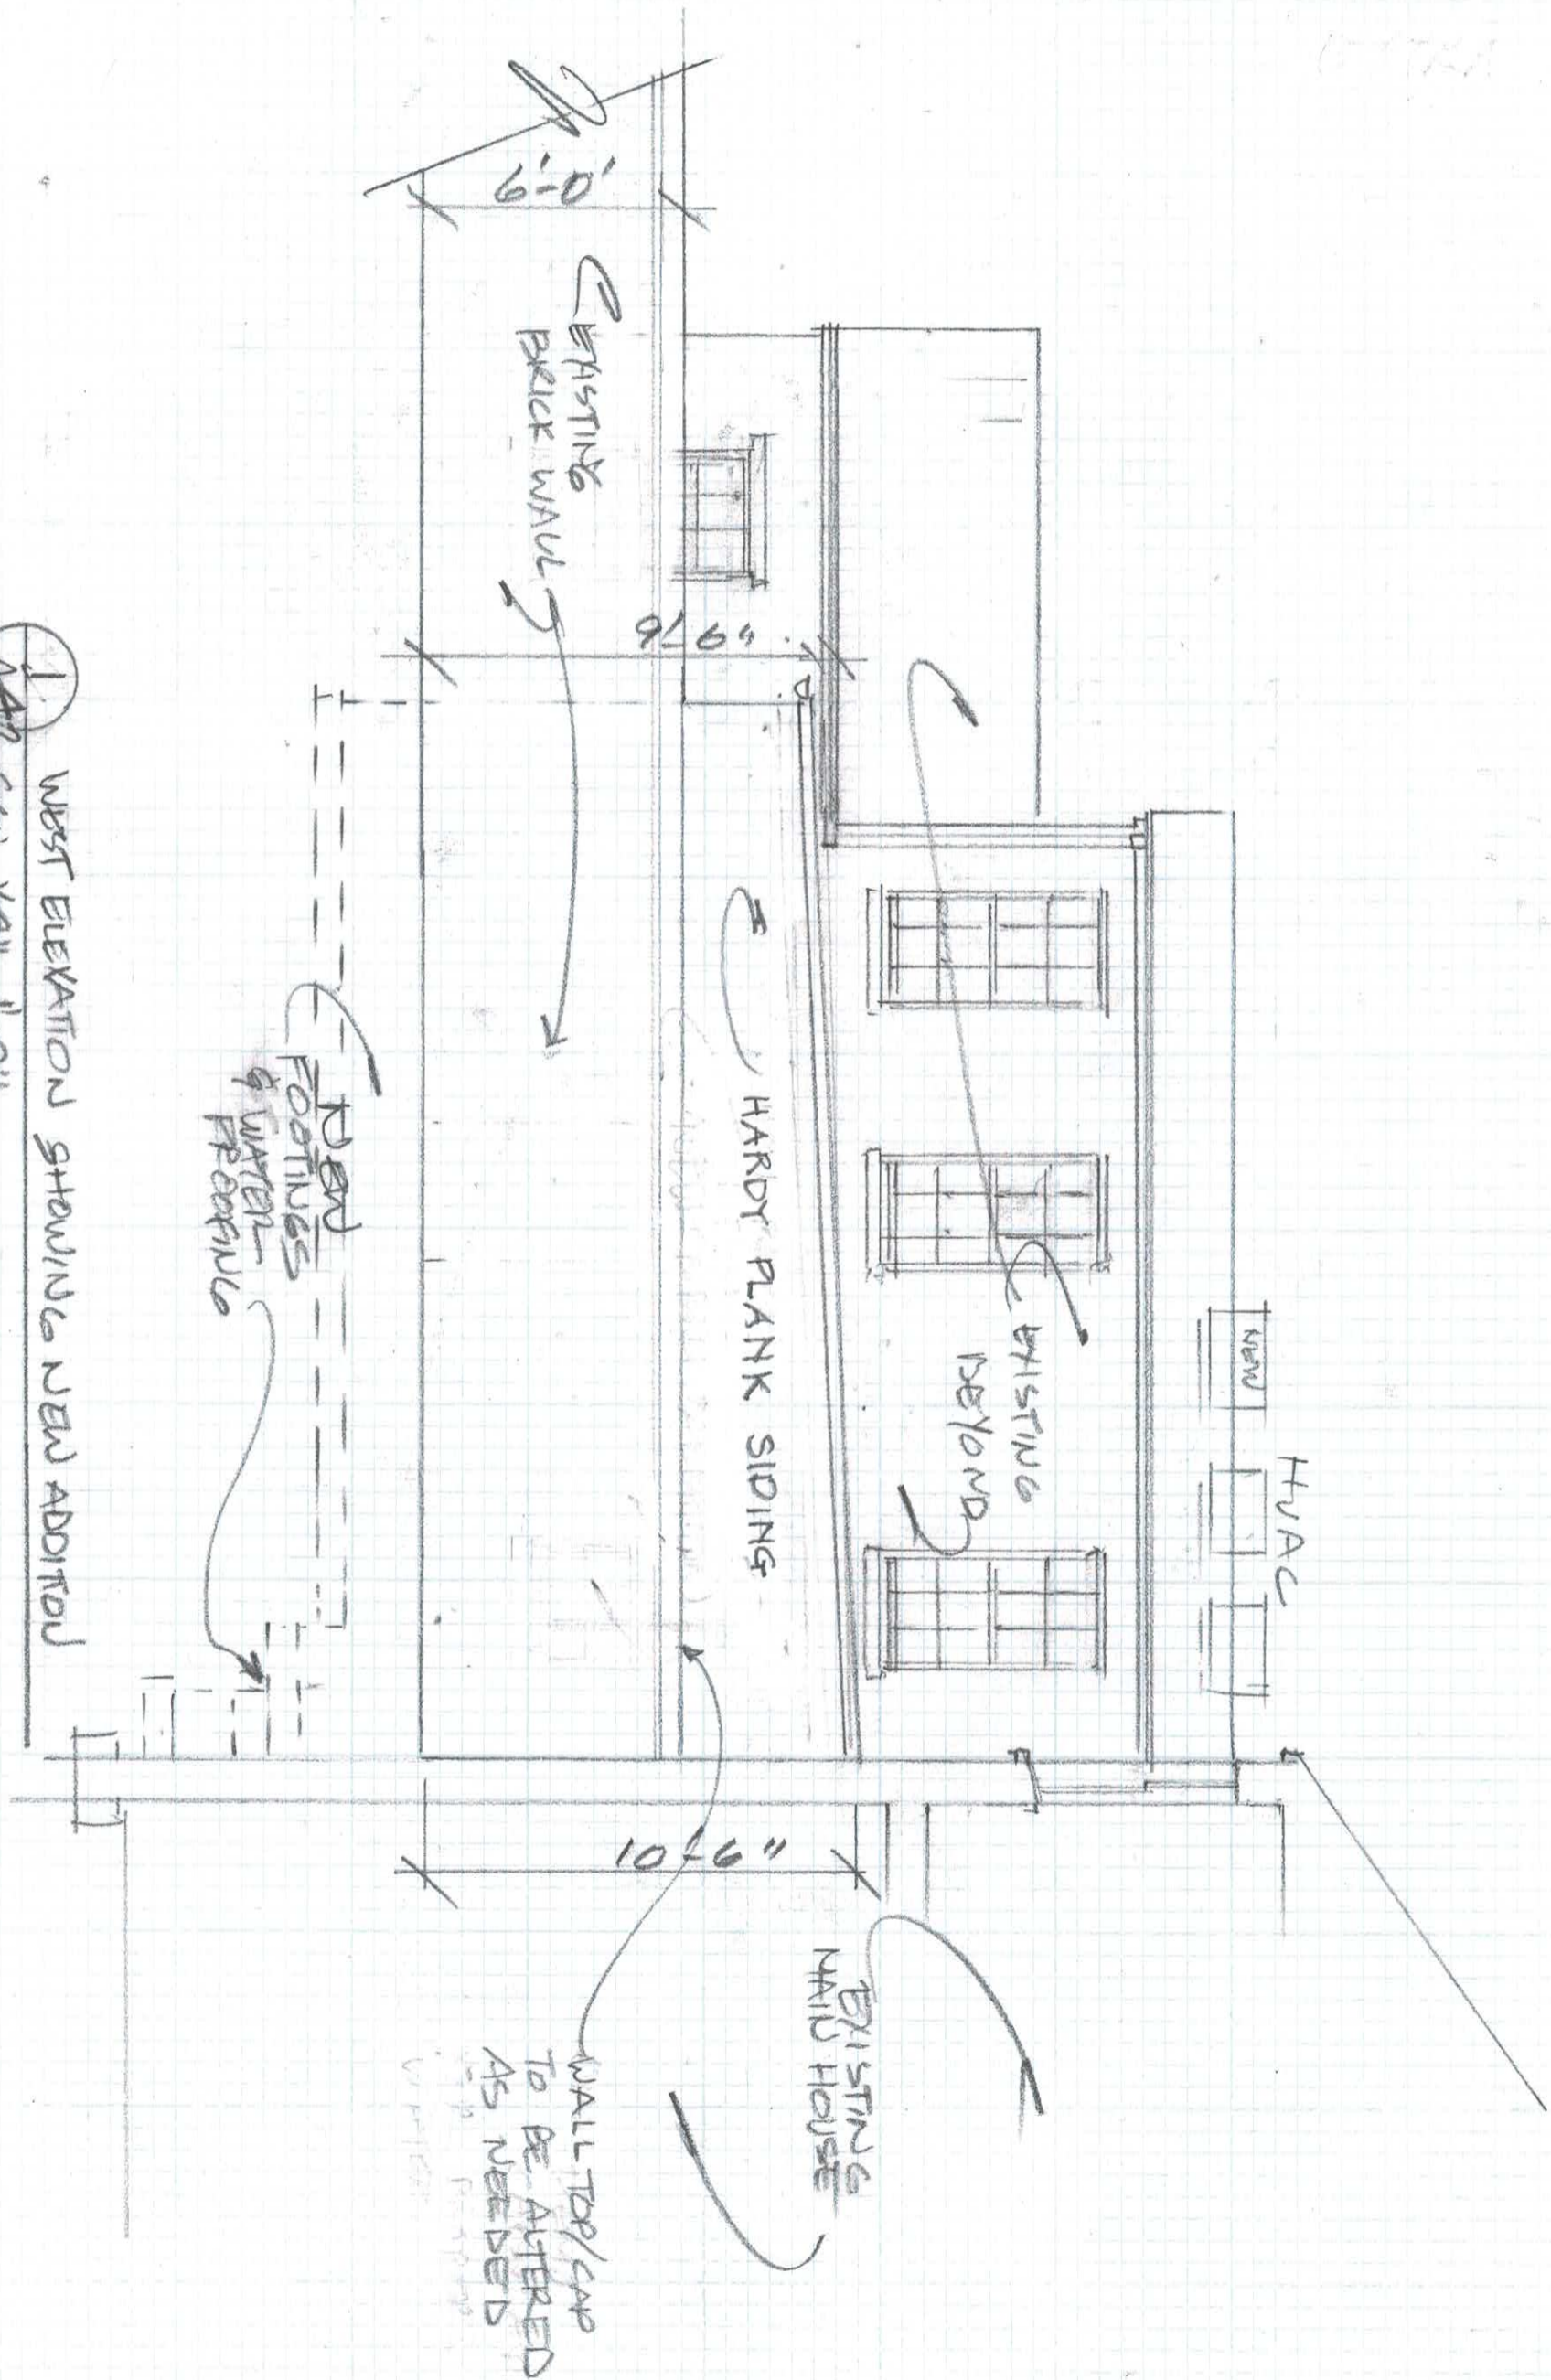 HVAC
NEW
EXISTING
BEYOND
HARDY PLANK SIDING
6'-0'
9'-6"
10'-6"
EXISTING
BRICK WALL
EXISTING
MAIN HOUSE
WALL TOP/CAP
TO BE ALTERED
AS NEEDED
NEW
FOOTINGS
& WATER-
PROOFING
1
WEST ELEVATION SHOWING NEW ADDITION